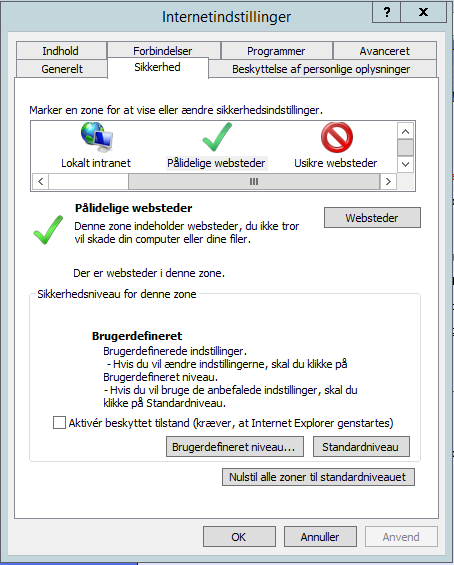 Internetindstillinger
? x
Indhold Forbindelser Programmer Avanceret
Generelt Sikkerhed Beskyttelse af personlige oplysninger
Marker en zone for at vise eller ændre sikkerhedsindstillinger.
Lokalt intranet Pålidelige websteder Usikre websteder
Pålidelige websteder
Websteder
Denne zone indeholder websteder, du ikke tror
vil skade din computer eller dine filer.
Der er websteder i denne zone.
Sikkerhedsniveau for denne zone
Brugerdefineret
Brugerdefinerede indstillinger.
- Hvis du vil ændre indstillingerne, skal du klikke på
Brugerdefineret niveau.
- Hvis du vil bruge de anbefalede indstillinger, skal du
klikke på Standardniveau.
Aktivér beskyttet tilstand (kræver, at Internet Explorer genstartes)
Brugerdefineret niveau... Standardniveau
Nulstil alle zoner til standardniveauet
OK Annuller Anvend